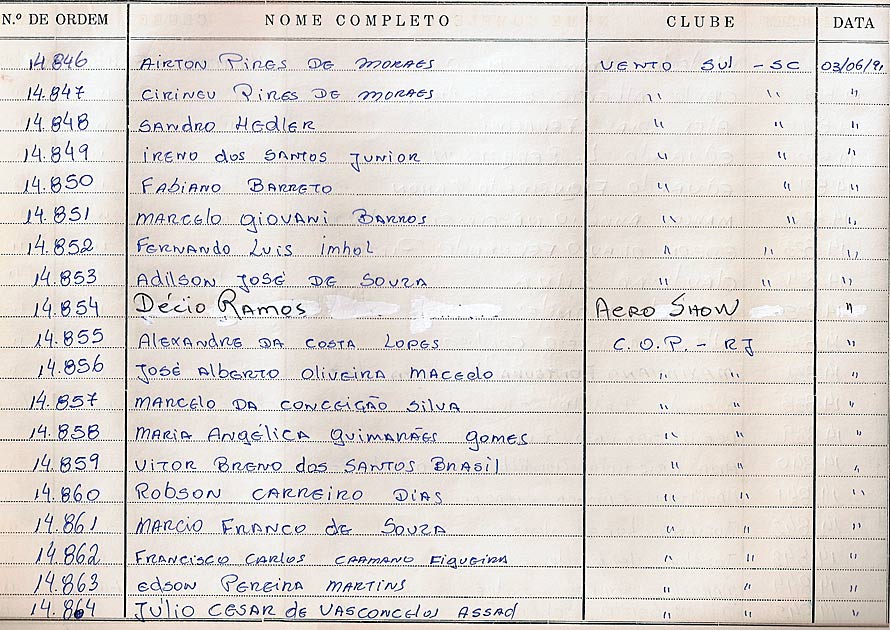 N.º DE ORDEM NOME COMPLETO CLUBE DATA
14.846 AIRTON PIRES DE MORAES VENTO SUl - SC 03/06/91
14.847 CIRINEU PIRES DE MORAES " " "
14.848 SANDRO HEDLER " " "
14.849 IRENO dos SANTOS JUNIOR " " "
14.850 FABIANO BARRETO " " "
14.851 MARCELO GIOVANI BARROS " " "
14.852 FERNANDO LUIS Imhol " " "
14.853 ADILSON JOSÉ DE SOUZA " " "
14.854 DÉCIO RAMOS AERO SHOW "
14.855 ALEXANDRE DA COSTA LOPES C.O.P. - RJ "
14.856 JOSÉ ALBERTO OLIVEIRA MACEDO " " "
14.857 MARCELO DA CONCEIÇÃO SILVA " " "
14.858 MARIA ANGÉLICA GUIMARÃES GOMES " " "
14.859 VITOR BRENO dos SANTOS BRASIL " " "
14.860 ROBSON CARREIRO DIAS " " "
14.861 MARCIO FRANCO de SOUZA " " "
14.862 FRANCISCO CARLOS CAAMANO FIGUEIRA " " "
14.863 EDSON PEREIRA MARTINS " " "
14.864 JULIO CESAR de VASCONCELOS ASSAd " " "